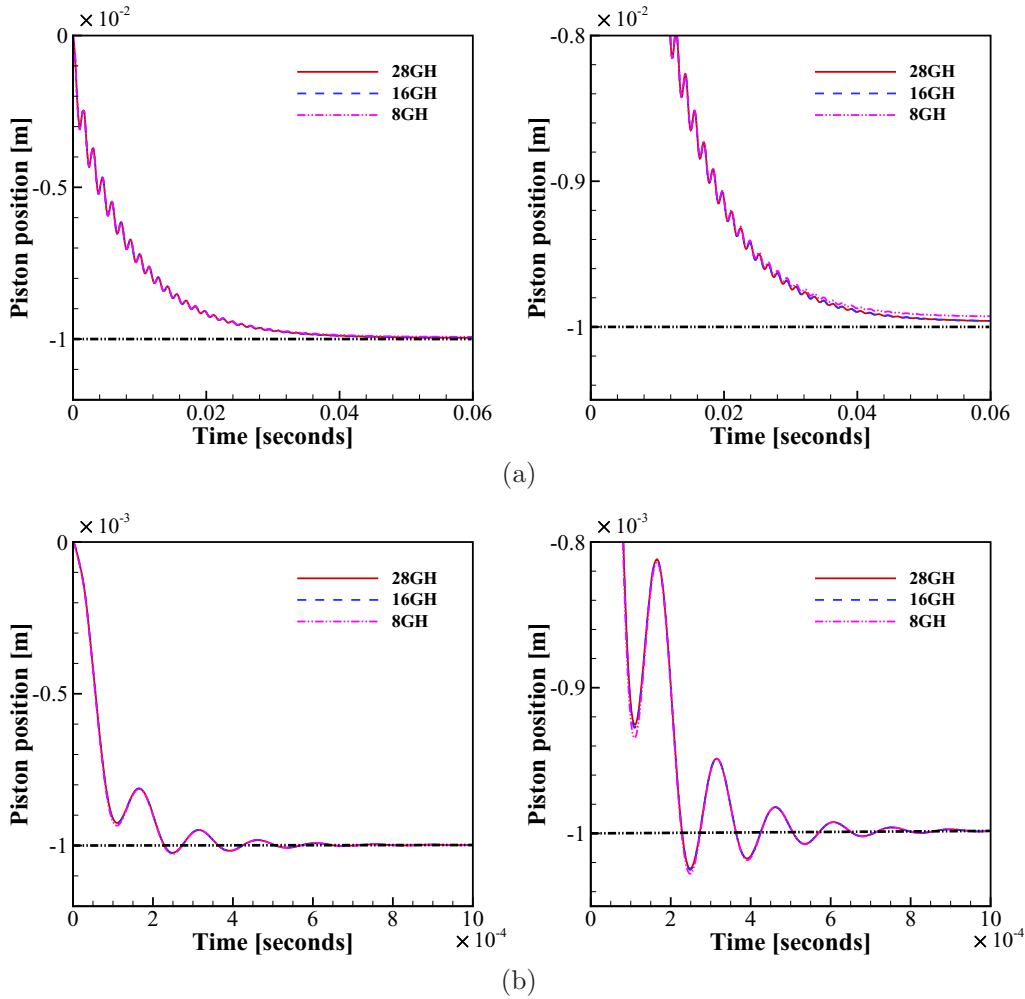 × 10-2
0
-0.5
-1
0
0.02
0.04
0.06
Piston position [m]
Time [seconds]
28GH
16GH
8GH
-0.8
-0.9
-1
0
0.02
0.04
0.06
Piston position [m]
Time [seconds]
× 10-2
28GH
16GH
8GH
(a)
× 10-3
0
-0.5
-1
0
2
4
6
8
10
Piston position [m]
Time [seconds]
× 10-4
28GH
16GH
8GH
× 10-3
-0.8
-0.9
-1
0
2
4
6
8
10
Piston position [m]
Time [seconds]
× 10-4
28GH
16GH
8GH
(b)